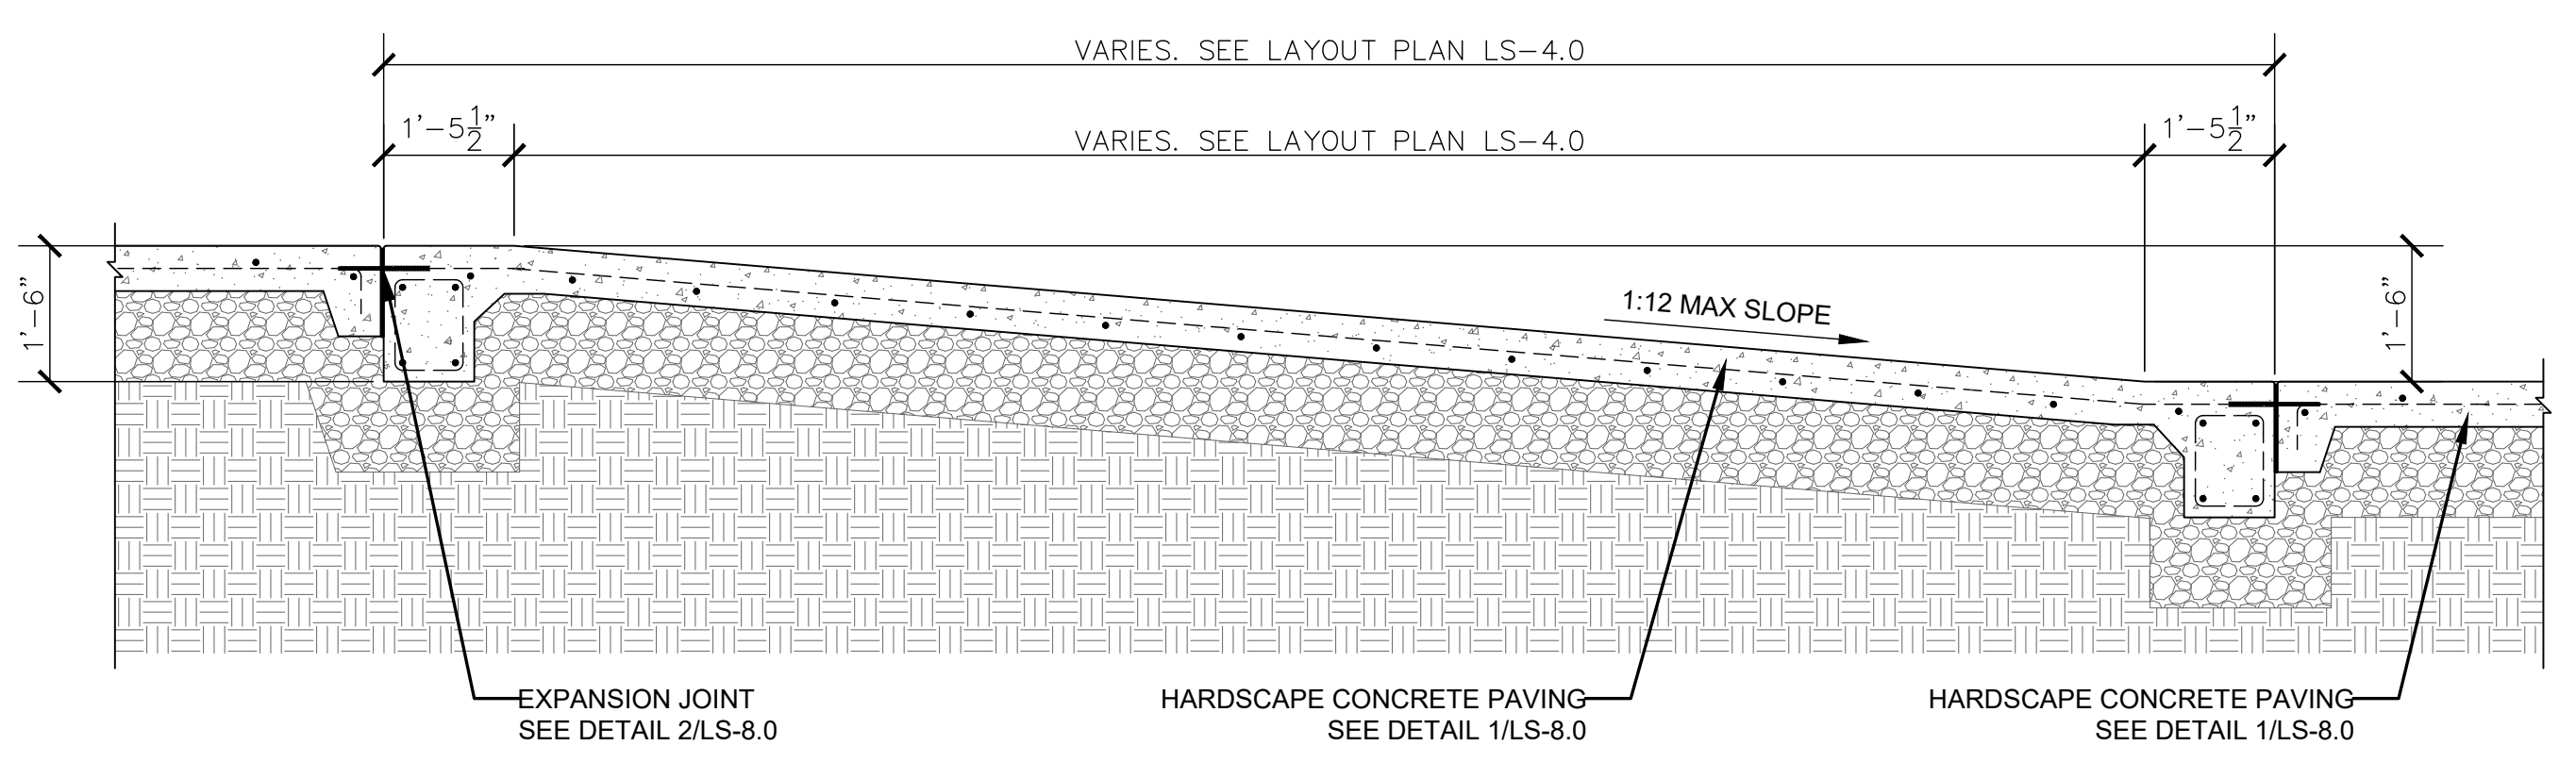 VARIES. SEE LAYOUT PLAN LS-4.0
1'-5 1/2"
VARIES. SEE LAYOUT PLAN LS-4.0
1'-5 1/2"
1'-6"
1:12 MAX SLOPE
1'-6"
EXPANSION JOINT
SEE DETAIL 2/LS-8.0
HARDSCAPE CONCRETE PAVING
SEE DETAIL 1/LS-8.0
HARDSCAPE CONCRETE PAVING
SEE DETAIL 1/LS-8.0